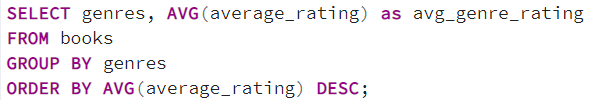 SELECT genres, AVG(average_rating) as avg_genre_rating
FROM books
GROUP BY genres
ORDER BY AVG(average_rating) DESC;